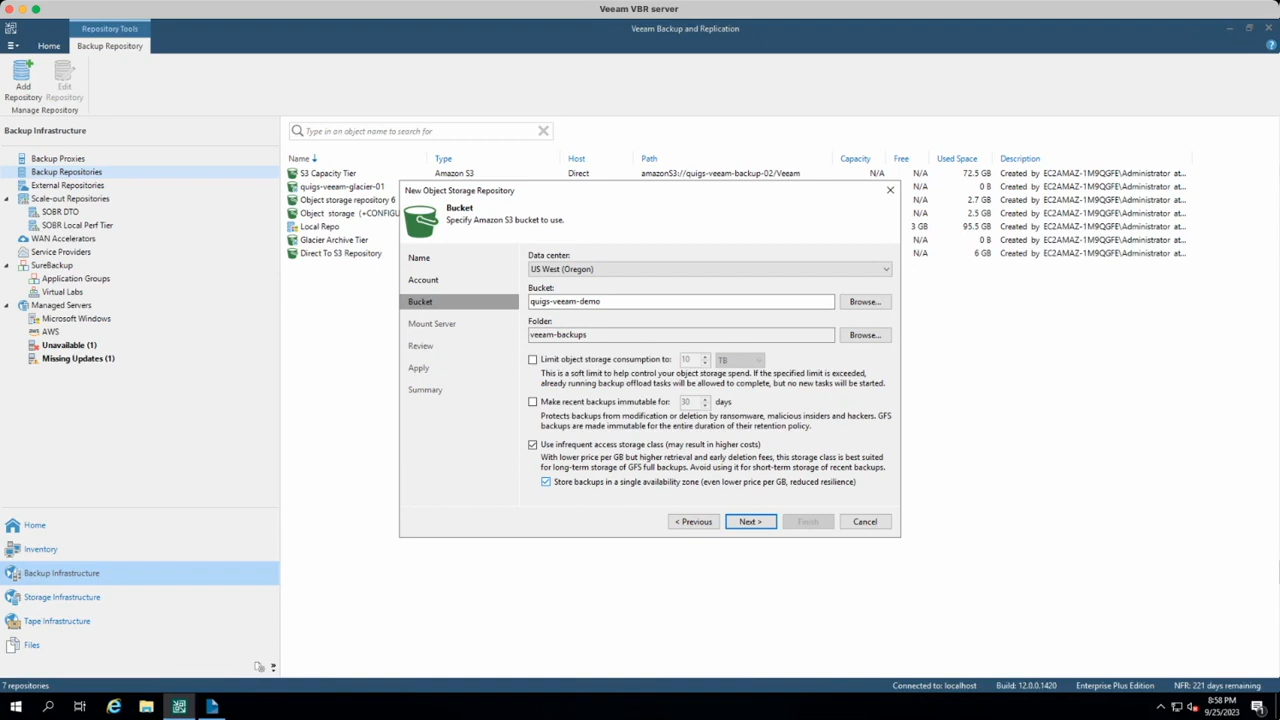 Veeam VBR server
Repository Tools
Veeam Backup and Replication
Home
Backup Repository
Add Repository
Edit Repository
Manage Repository
Backup Infrastructure
Type in an object name to search for
Backup Proxies
Backup Repositories
External Repositories
Scale-out Repositories
SOBR DTO
SOBR Local Perf Tier
WAN Accelerators
Service Providers
SureBackup
Application Groups
Virtual Labs
Managed Servers
Microsoft Windows
AWS
Unavailable (1)
Missing Updates (1)
Name Type Host Path Capacity Free Used Space Description
S3 Capacity Tier Amazon S3 Direct amazonS3://quigs-veeam-backup-02/Veeam N/A N/A 72.5 GB Created by EC2AMAZ-1M9QGFE\Administrator at...
quigs-veeam-glacier-01 N/A 0 B Created by EC2AMAZ-1M9QGFE\Administrator at...
Object storage repository 6 N/A 2.7 GB Created by EC2AMAZ-1M9QGFE\Administrator at...
Object storage (+CONFIGU N/A 2.5 GB Created by EC2AMAZ-1M9QGFE\Administrator at...
Local Repo 3 GB 95.5 GB Created by EC2AMAZ-1M9QGFE\Administrator at...
Glacier Archive Tier N/A 0 B Created by EC2AMAZ-1M9QGFE\Administrator at...
Direct To S3 Repository N/A 6 GB Created by EC2AMAZ-1M9QGFE\Administrator at...
New Object Storage Repository
Bucket
Specify Amazon S3 bucket to use.
Name
Account
Bucket
Mount Server
Review
Apply
Summary
Data center:
US West (Oregon)
Bucket:
quigs-veeam-demo
Browse...
Folder:
veeam-backups
Browse...
Limit object storage consumption to: 10 TB
This is a soft limit to help control your object storage spend. If the specified limit is exceeded,
already running backup offload tasks will be allowed to complete, but no new tasks will be started.
Make recent backups immutable for: 30 days
Protects backups from modification or deletion by ransomware, malicious insiders and hackers. GFS
backups are made immutable for the entire duration of their retention policy.
Use infrequent access storage class (may result in higher costs)
With lower price per GB but higher retrieval and early deletion fees, this storage class is best suited
for long-term storage of GFS full backups. Avoid using it for short-term storage of recent backups.
Store backups in a single availability zone (even lower price per GB, reduced resilience)
< Previous
Next >
Finish
Cancel
Home
Inventory
Backup Infrastructure
Storage Infrastructure
Tape Infrastructure
Files
7 repositories
Connected to: localhost
Build: 12.0.0.1420
Enterprise Plus Edition
NFR: 221 days remaining
8:58 PM
9/25/2023